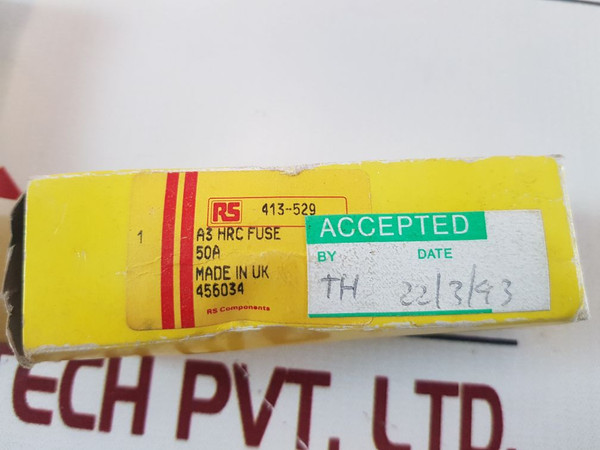 RS 413-529
1 A3 HRC FUSE
50A
MADE IN UK
456034
RS Components
ACCEPTED
BY DATE
TH 22/3/93
ECH PVT. LTD.